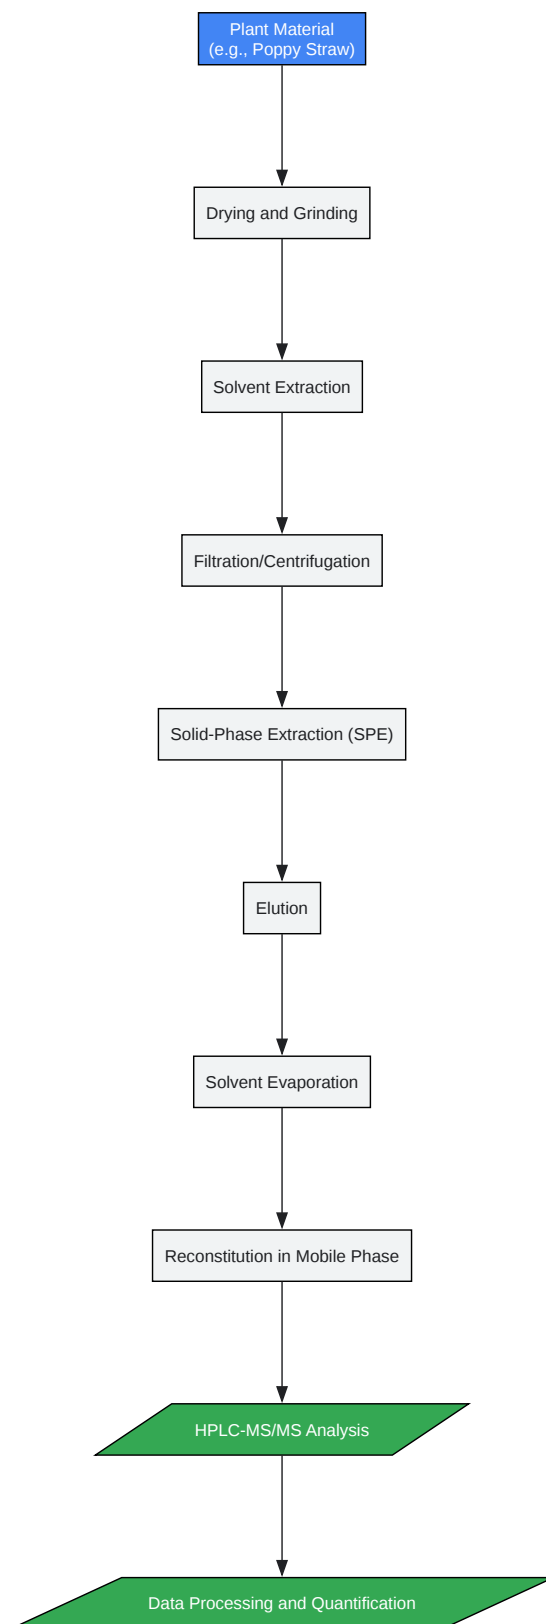 Plant Material
(e.g., Poppy Straw)
Drying and Grinding
Solvent Extraction
Filtration/Centrifugation
Solid-Phase Extraction (SPE)
Elution
Solvent Evaporation
Reconstitution in Mobile Phase
HPLC-MS/MS Analysis
Data Processing and Quantification